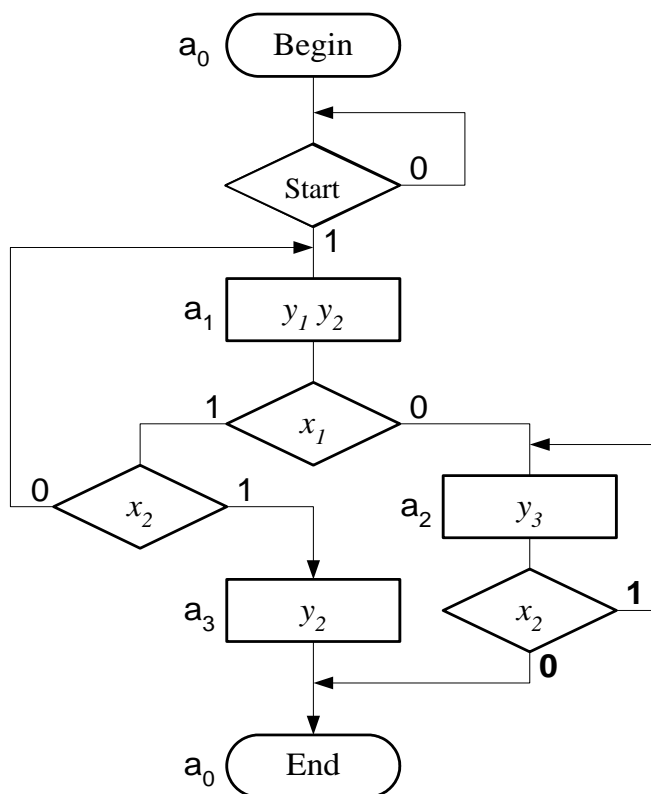 a0 Begin
0
Start
1
a1 y1 y2
1 x1 0
0 x2 1
a2 y3
a3 y2
x2 1
0
a0 End